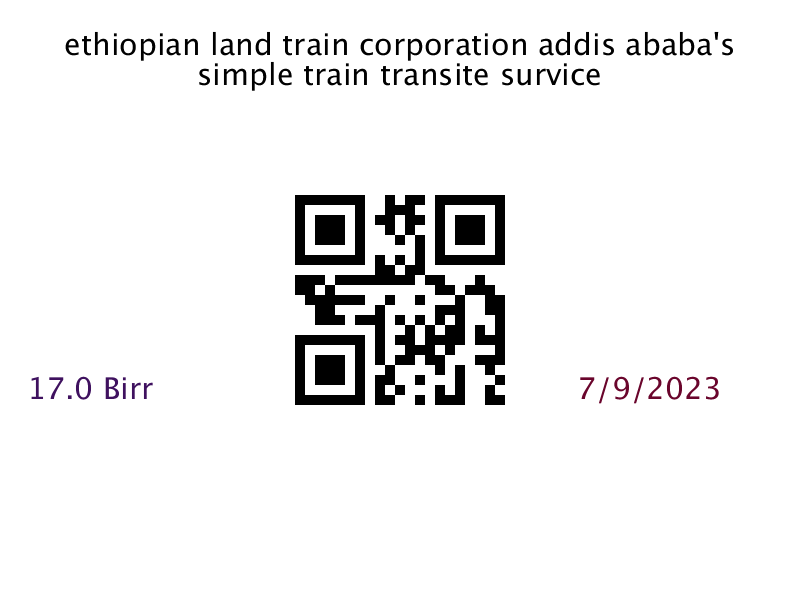 ethiopian land train corporation addis ababa's
simple train transite survice
17.0 Birr
7/9/2023